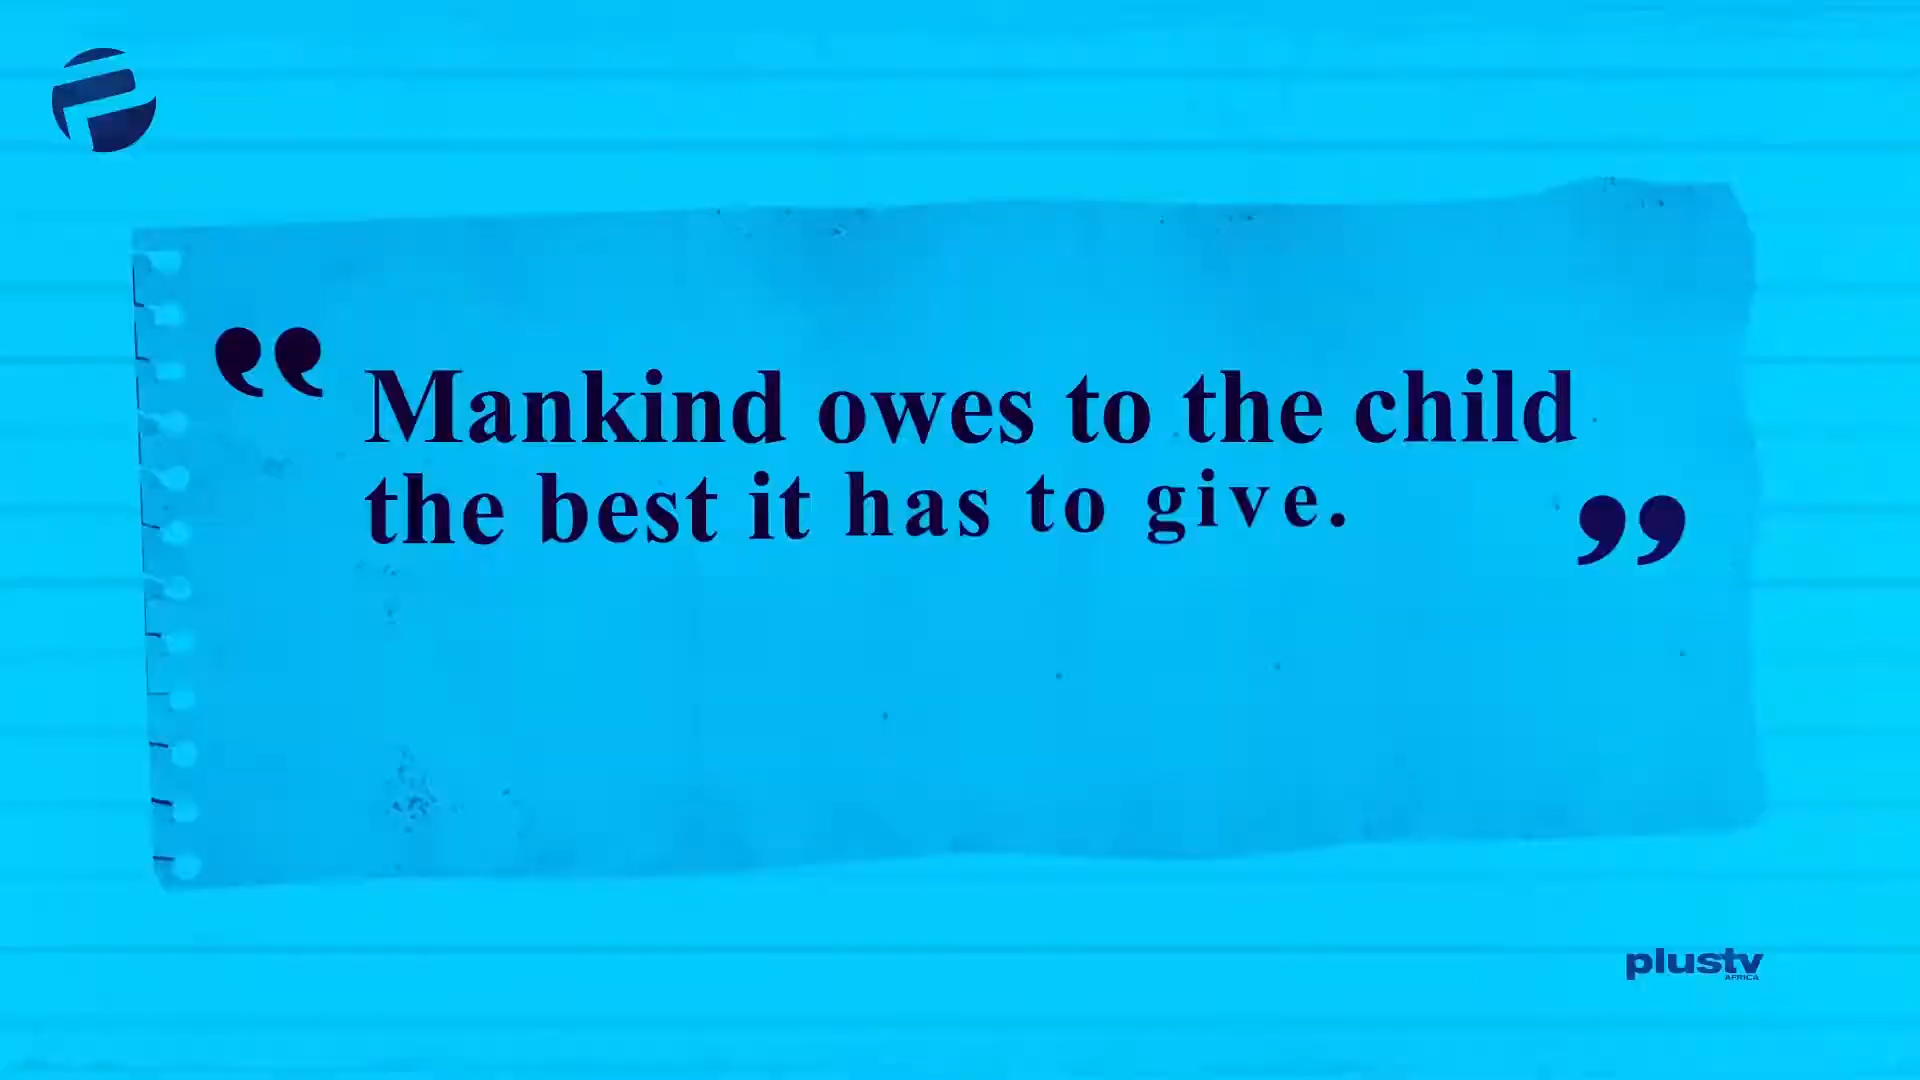 “Mankind owes to the child
the best it has to give.”
plustv
AFRICA